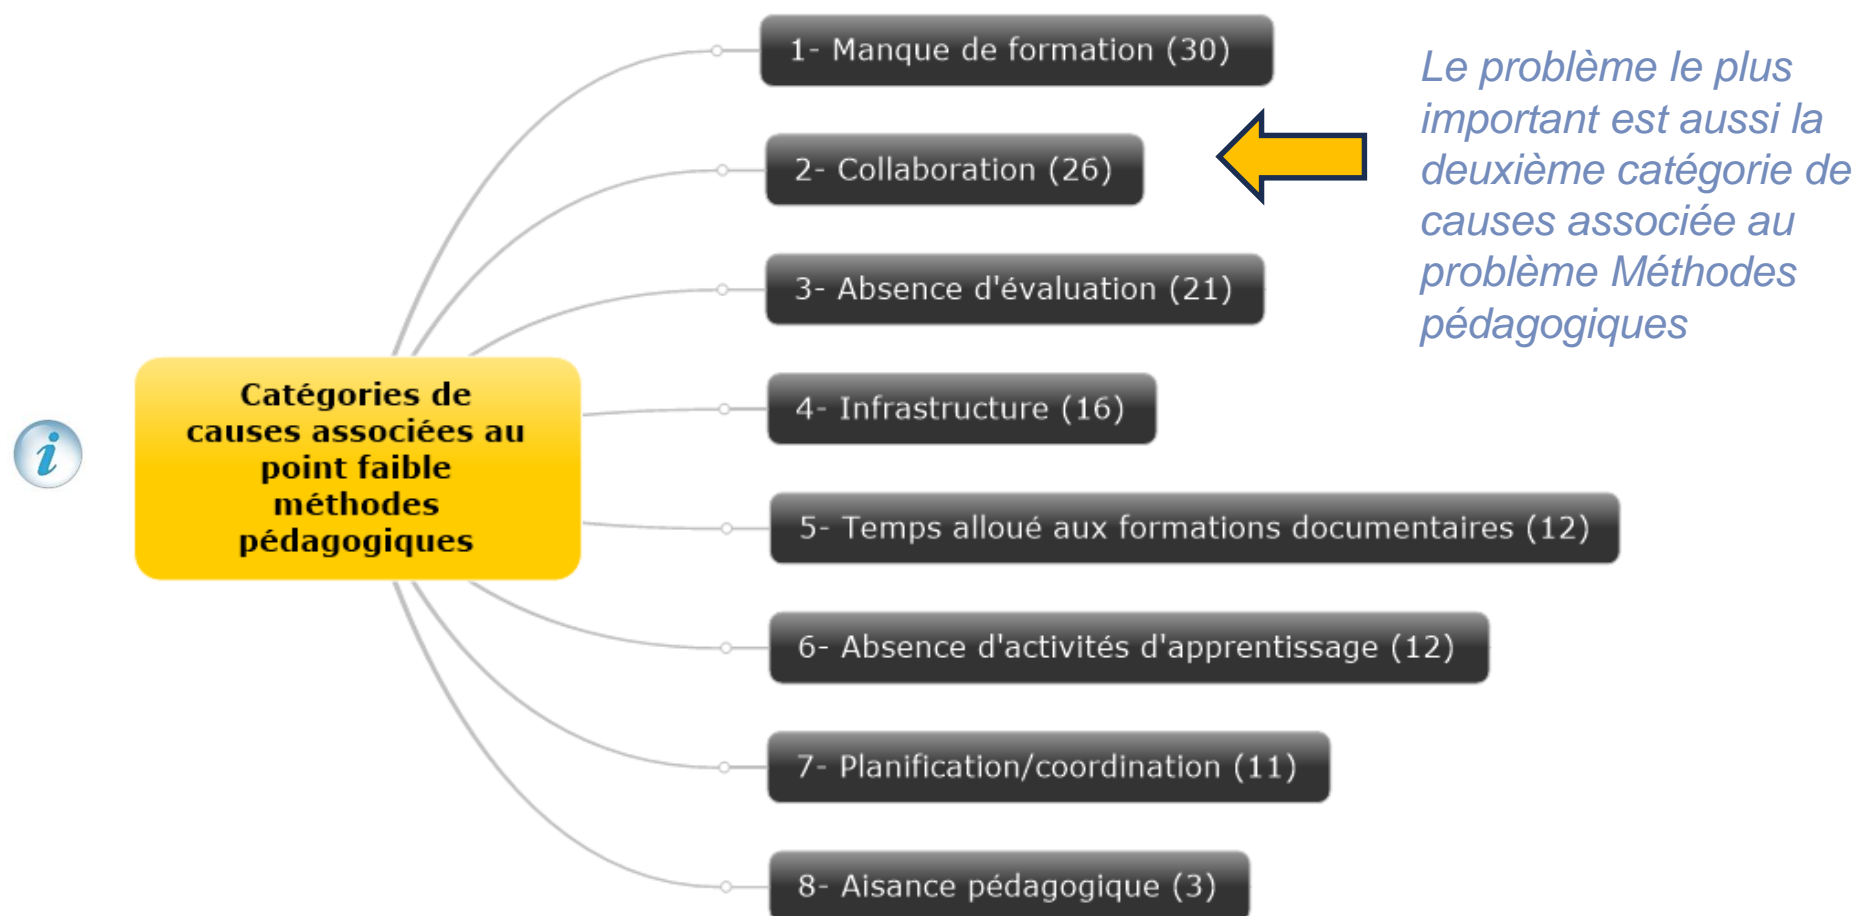 1- Manque de formation (30)
2- Collaboration (26)
Le problème le plus
important est aussi la
deuxième catégorie de
causes associée au
problème Méthodes
pédagogiques
3- Absence d'évaluation (21)
Catégories de
causes associées au
point faible
méthodes
pédagogiques
4- Infrastructure (16)
5- Temps alloué aux formations documentaires (12)
6- Absence d'activités d'apprentissage (12)
7- Planification/coordination (11)
8- Aisance pédagogique (3)
i